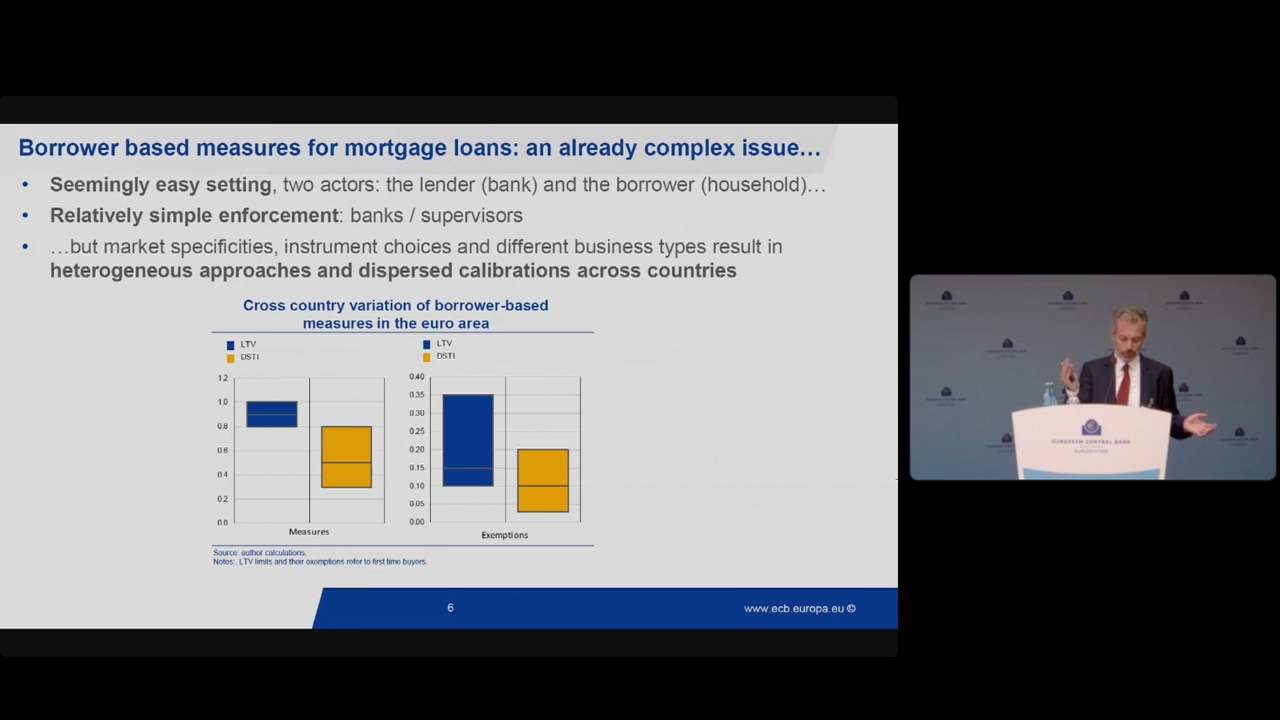 Borrower based measures for mortgage loans: an already complex issue…
• Seemingly easy setting, two actors: the lender (bank) and the borrower (household)…
• Relatively simple enforcement: banks / supervisors
• …but market specificities, instrument choices and different business types result in
heterogeneous approaches and dispersed calibrations across countries
Cross country variation of borrower-based
measures in the euro area
LTV
DSTI
1.2
1.0
0.8
0.6
0.4
0.2
0.0
Measures
LTV
DSTI
0.40
0.35
0.30
0.25
0.20
0.15
0.10
0.05
0.00
Exemptions
Source: author calculations.
Notes:, LTV limits and their exemptions refer to first time buyers.
6
www.ecb.europa.eu ©
EUROPEAN CENTRAL BANK
EUROSYSTEM